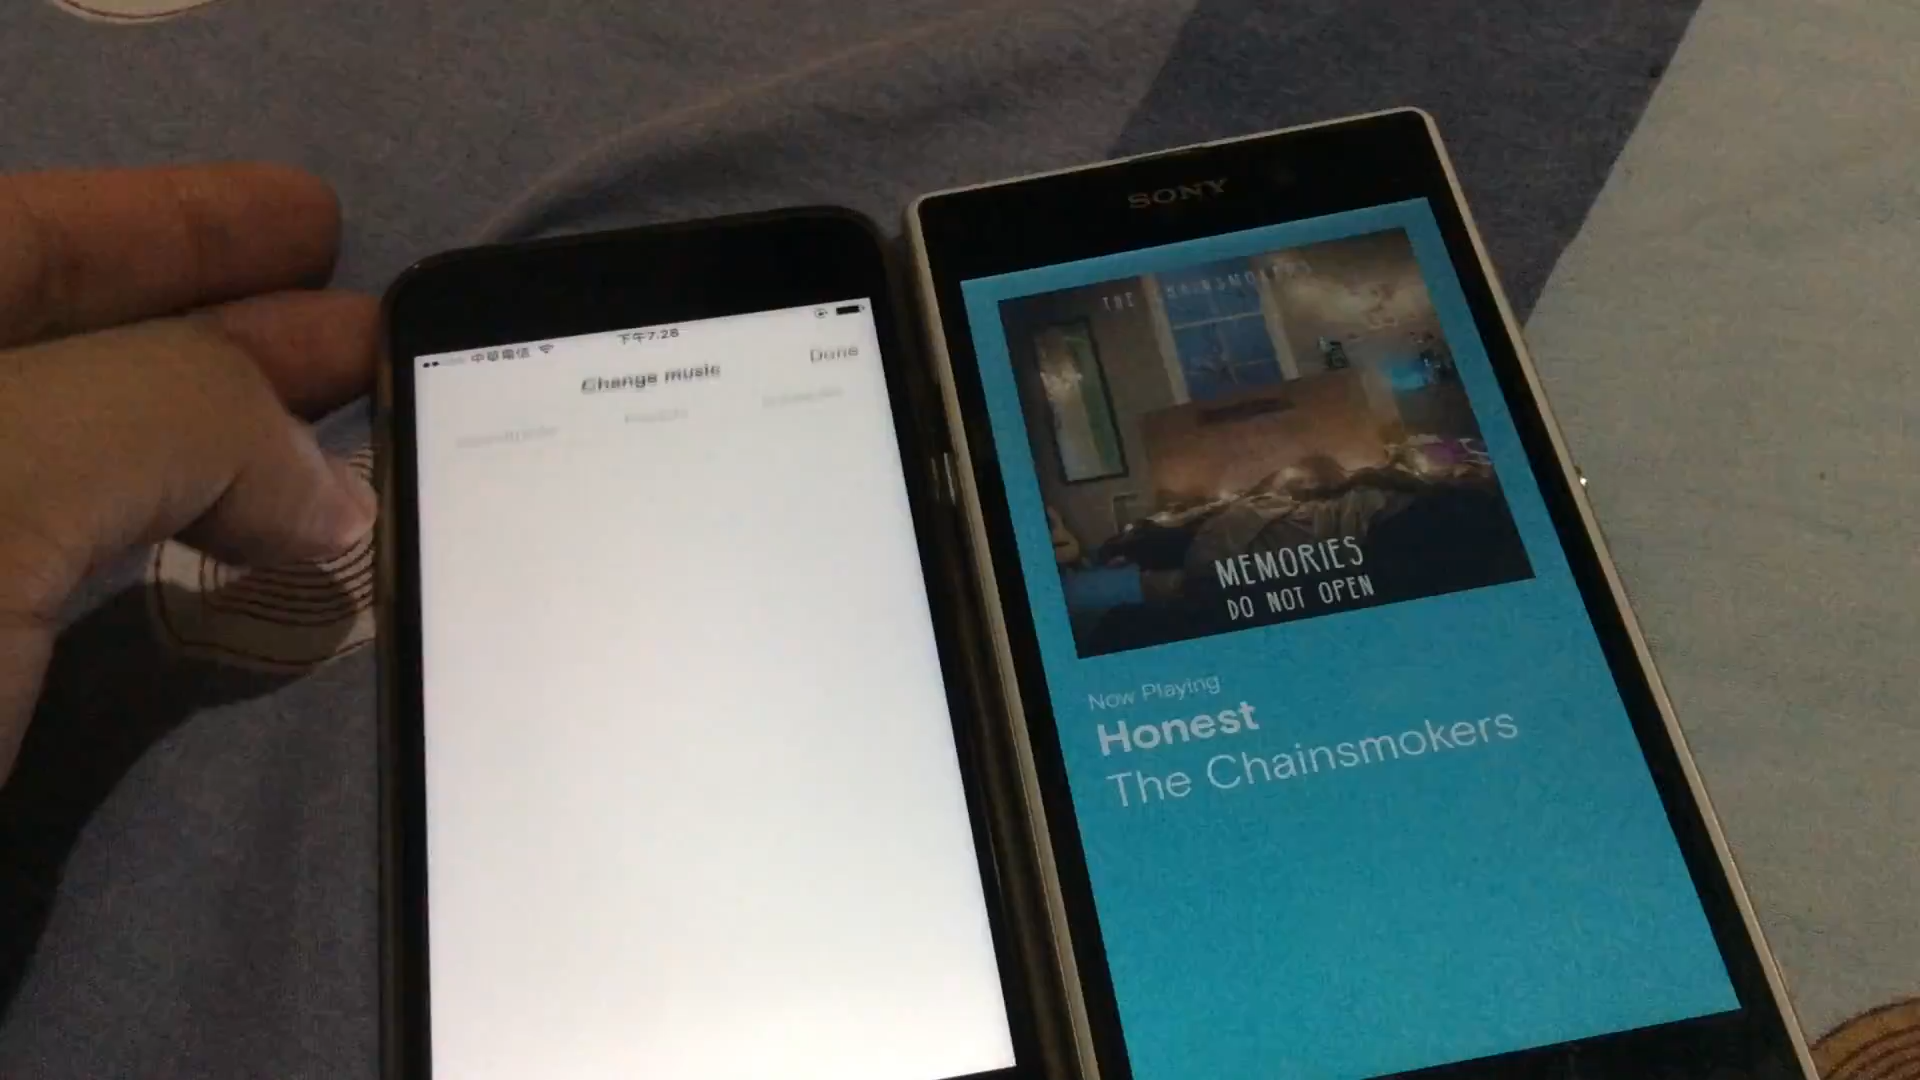 中華電信
下午7:28
Done
Change music
SONY
THE CHAINSMOKERS
MEMORIES
DO NOT OPEN
Now Playing
Honest
The Chainsmokers